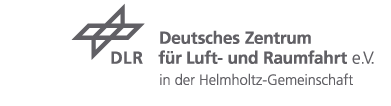 DLR
Deutsches Zentrum
für Luft- und Raumfahrt e.V.
in der Helmholtz-Gemeinschaft